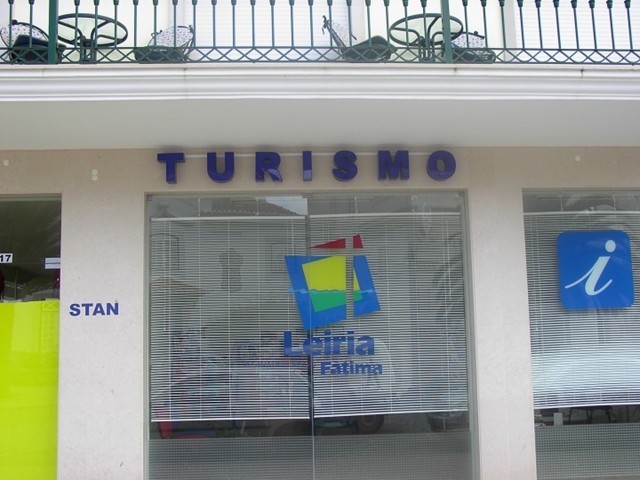 TURISMO
17
i
STAN
Leiria
Fatima